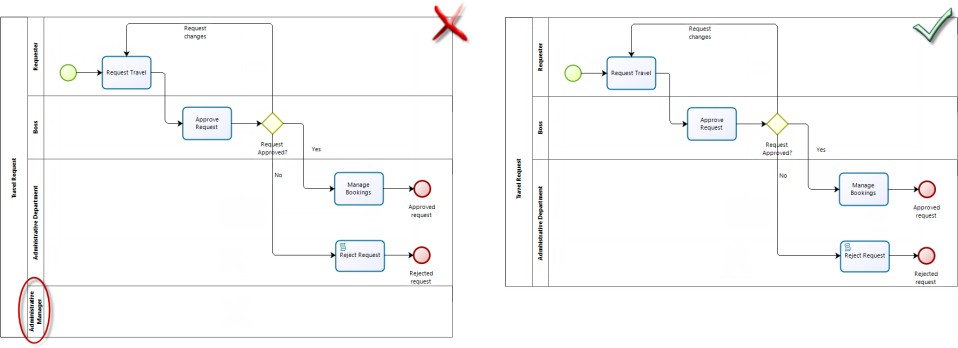 Request
changes
Requester
Request Travel
Boss
Approve
Request
Request
Approved?
Yes
No
Travel Request
Administrative Department
Manage
Bookings
Approved
request
Reject Request
Rejected
request
Administrative
Manager
Request
changes
Requester
Request Travel
Boss
Approve
Request
Request
Approved?
Yes
No
Travel Request
Administrative Department
Manage
Bookings
Approved
request
Reject Request
Rejected
request